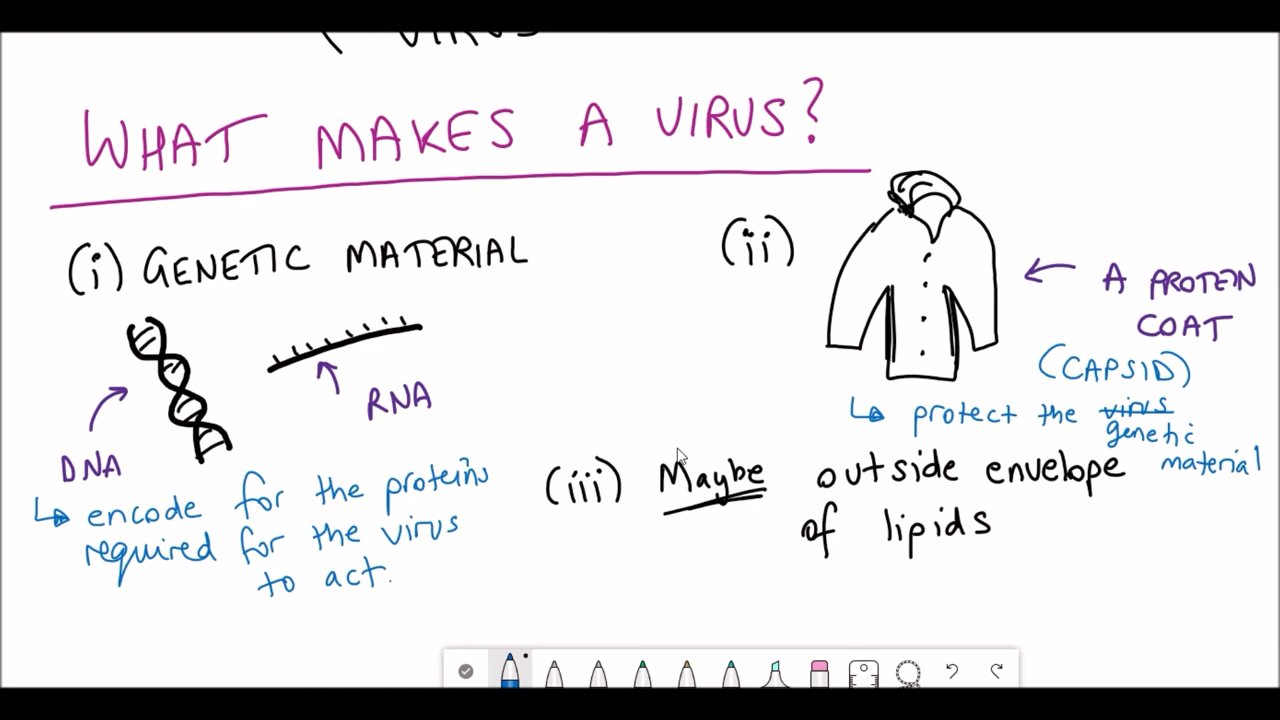 VIRUS
WHAT MAKES A VIRUS?
(i) GENETIC MATERIAL
DNA
RNA
↳ encode for the proteins
required for the virus
to act.
(ii)
← A PROTEIN
COAT
(CAPSID)
↳ protect the virus
genetic
material
(iii) Maybe outside envelope
of lipids